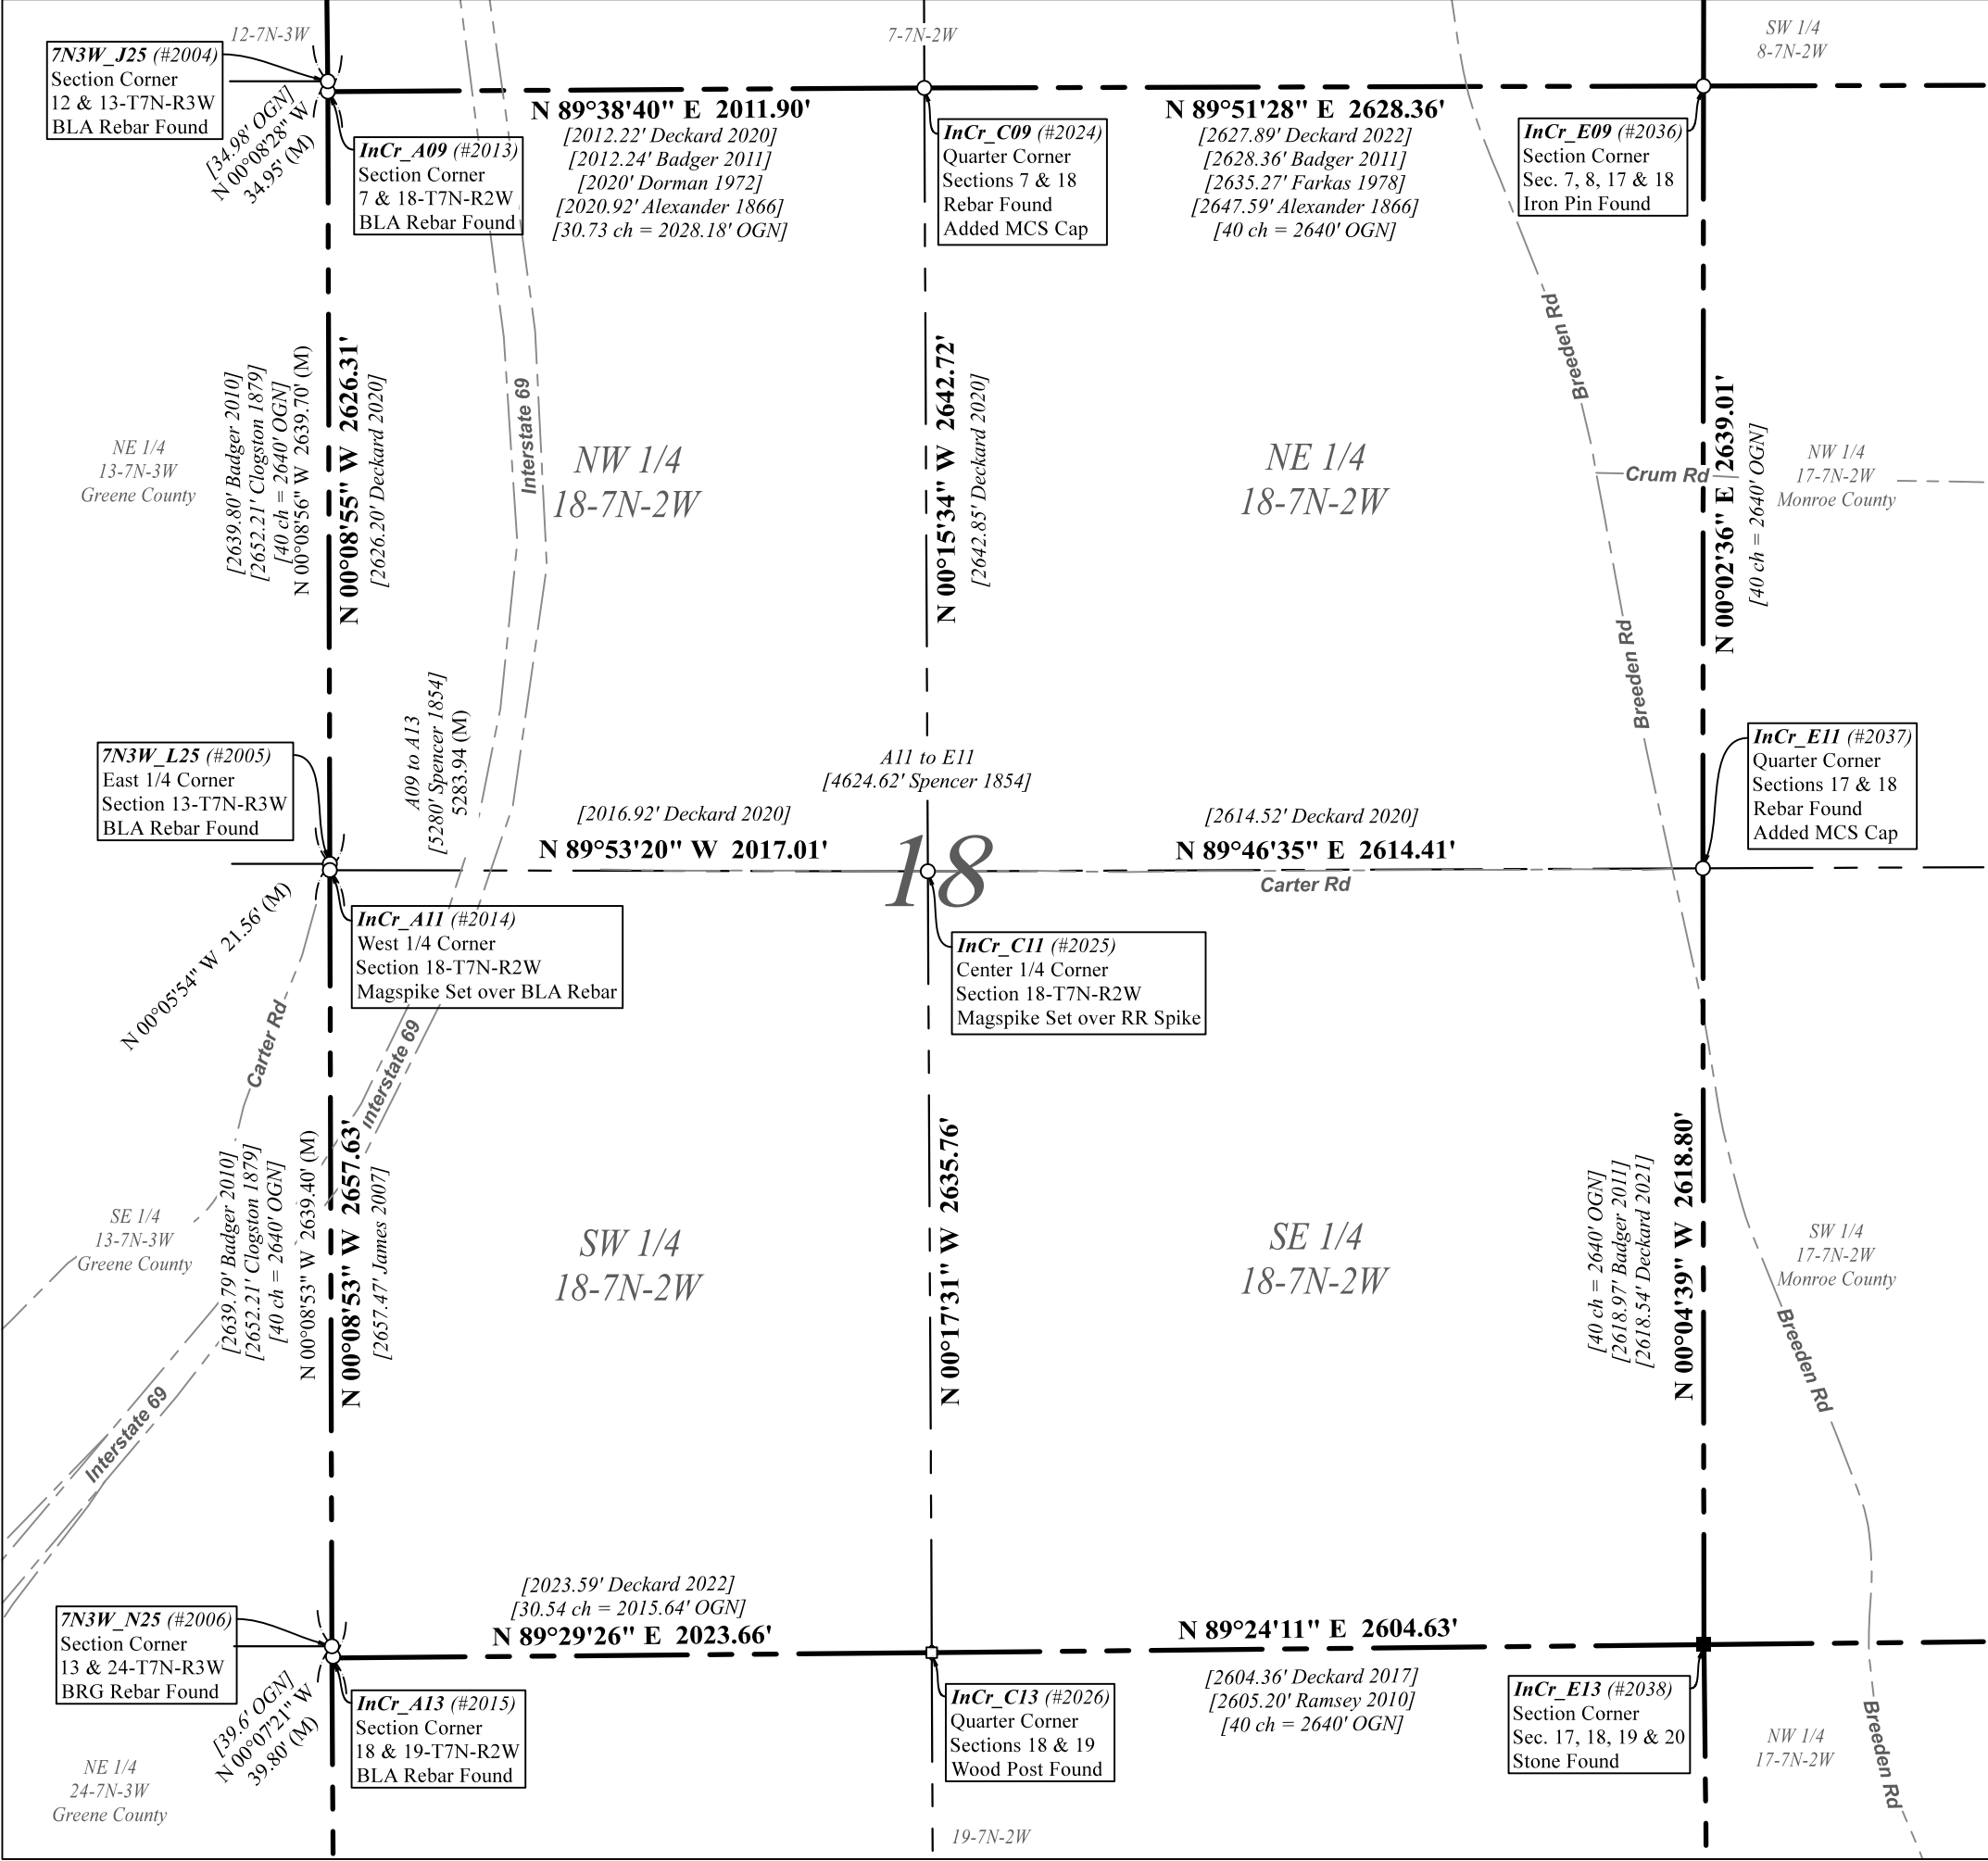 12-7N-3W
7-7N-2W
SW 1/4
8-7N-2W
7N3W_J25 (#2004)
Section Corner
12 & 13-T7N-R3W
BLA Rebar Found
[34.98' OGN]
N 00°08'28" W
34.95' (M)
InCr_A09 (#2013)
Section Corner
7 & 18-T7N-R2W
BLA Rebar Found
N 89°38'40" E 2011.90'
[2012.22' Deckard 2020]
[2012.24' Badger 2011]
[2020' Dorman 1972]
[2020.92' Alexander 1866]
[30.73 ch = 2028.18' OGN]
InCr_C09 (#2024)
Quarter Corner
Sections 7 & 18
Rebar Found
Added MCS Cap
N 89°51'28" E 2628.36'
[2627.89' Deckard 2022]
[2628.36' Badger 2011]
[2635.27' Farkas 1978]
[2647.59' Alexander 1866]
[40 ch = 2640' OGN]
InCr_E09 (#2036)
Section Corner
Sec. 7, 8, 17 & 18
Iron Pin Found
NE 1/4
13-7N-3W
Greene County
[2639.80' Badger 2010]
[2652.21' Clogston 1879]
[40 ch = 2640' OGN]
N 00°08'56" W 2639.70' (M)
N 00°08'55" W 2626.31'
[2626.20' Deckard 2020]
Interstate 69
NW 1/4
18-7N-2W
N 00°15'34" W 2642.72'
[2642.85' Deckard 2020]
NE 1/4
18-7N-2W
Breeden Rd
Crum Rd
N 00°02'36" E 2639.01'
[40 ch = 2640' OGN]
NW 1/4
17-7N-2W
Monroe County
Breeden Rd
7N3W_L25 (#2005)
East 1/4 Corner
Section 13-T7N-R3W
BLA Rebar Found
A09 to A13
[5280' Spencer 1854]
5283.94 (M)
A11 to E11
[4624.62' Spencer 1854]
[2016.92' Deckard 2020]
N 89°53'20" W 2017.01'
18
[2614.52' Deckard 2020]
N 89°46'35" E 2614.41'
Carter Rd
InCr_E11 (#2037)
Quarter Corner
Sections 17 & 18
Rebar Found
Added MCS Cap
N 00°05'54" W 21.56' (M)
InCr_A11 (#2014)
West 1/4 Corner
Section 18-T7N-R2W
Magspike Set over BLA Rebar
InCr_C11 (#2025)
Center 1/4 Corner
Section 18-T7N-R2W
Magspike Set over RR Spike
Carter Rd
Interstate 69
SE 1/4
13-7N-3W
Greene County
[2639.79' Badger 2010]
[2652.21' Clogston 1879]
[40 ch = 2640' OGN]
N 00°08'53" W 2639.40' (M)
N 00°08'53" W 2657.63'
[2657.47' James 2007]
SW 1/4
18-7N-2W
N 00°17'31" W 2635.76'
SE 1/4
18-7N-2W
[40 ch = 2640' OGN]
[2618.97' Badger 2011]
[2618.54' Deckard 2021]
N 00°04'39" W 2618.80'
SW 1/4
17-7N-2W
Monroe County
Breeden Rd
Interstate 69
7N3W_N25 (#2006)
Section Corner
13 & 24-T7N-R3W
BRG Rebar Found
[39.6' OGN]
N 00°07'21" W
39.80' (M)
InCr_A13 (#2015)
Section Corner
18 & 19-T7N-R2W
BLA Rebar Found
[2023.59' Deckard 2022]
[30.54 ch = 2015.64' OGN]
N 89°29'26" E 2023.66'
InCr_C13 (#2026)
Quarter Corner
Sections 18 & 19
Wood Post Found
N 89°24'11" E 2604.63'
[2604.36' Deckard 2017]
[2605.20' Ramsey 2010]
[40 ch = 2640' OGN]
InCr_E13 (#2038)
Section Corner
Sec. 17, 18, 19 & 20
Stone Found
NW 1/4
17-7N-2W
Breeden Rd
NE 1/4
24-7N-3W
Greene County
19-7N-2W